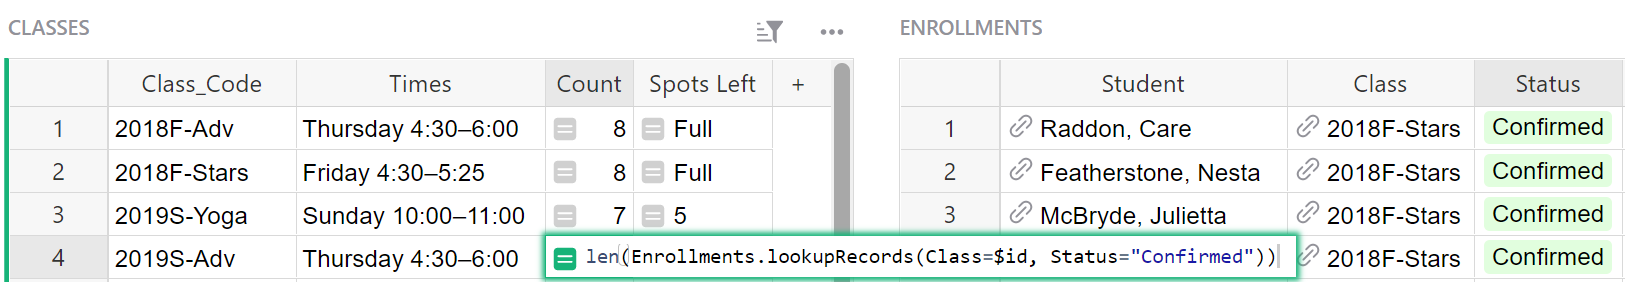 CLASSES
Class_Code Times Count Spots Left +
1 2018F-Adv Thursday 4:30–6:00 = 8 = Full
2 2018F-Stars Friday 4:30–5:25 = 8 = Full
3 2019S-Yoga Sunday 10:00–11:00 = 7 = 5
4 2019S-Adv Thursday 4:30–6:00 = len(Enrollments.lookupRecords(Class=$id, Status="Confirmed"))
ENROLLMENTS
Student Class Status
1 Raddon, Care 2018F-Stars Confirmed
2 Featherstone, Nesta 2018F-Stars Confirmed
3 McBryde, Julietta 2018F-Stars Confirmed
2018F-Stars Confirmed